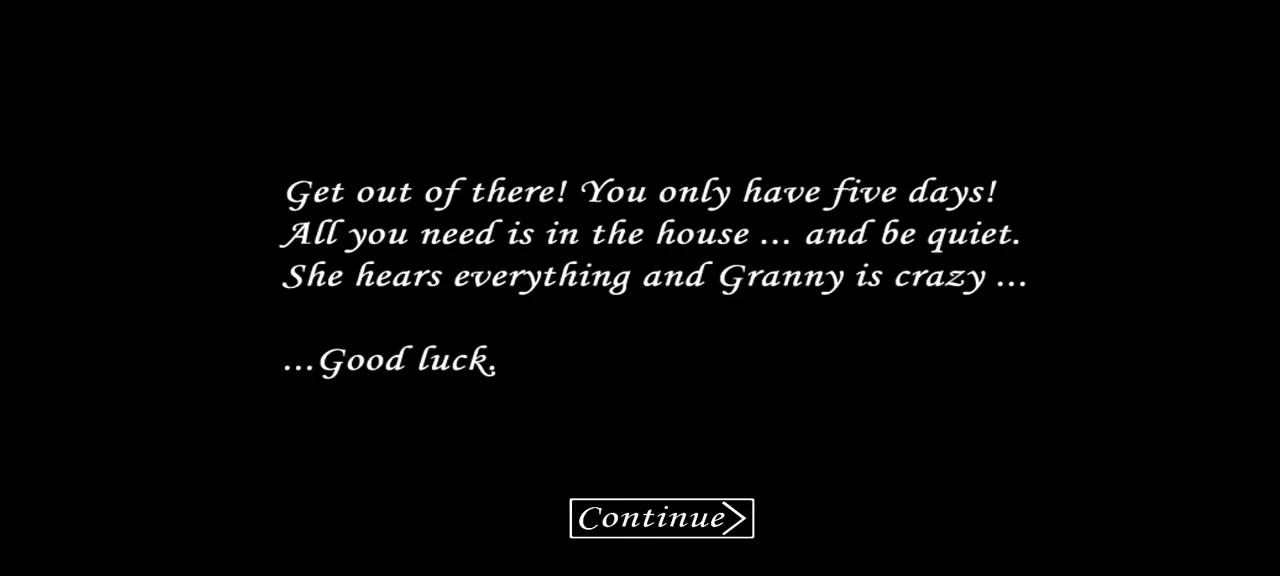 Get out of there! You only have five days!
All you need is in the house ... and be quiet.
She hears everything and Granny is crazy ...
...Good luck.
Continue>